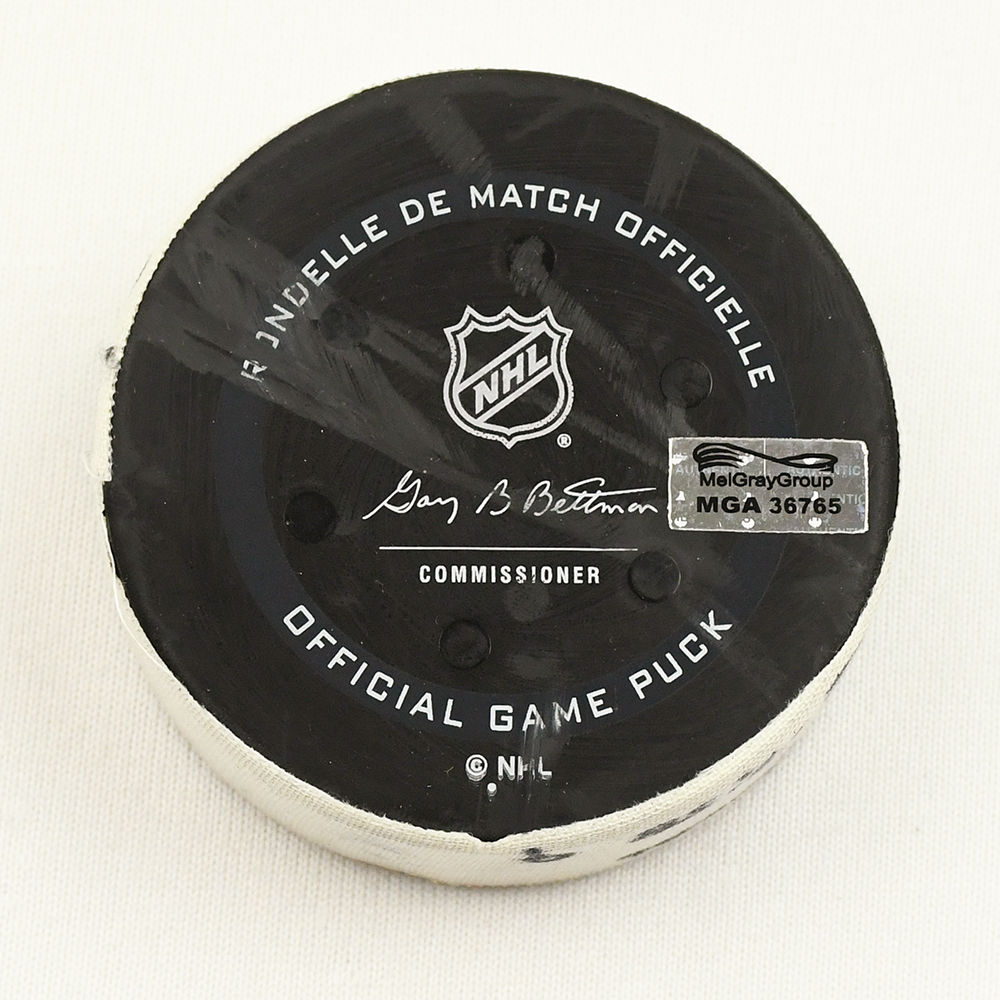 RONDELLE DE MATCH OFFICIELLE
NHL
®
Gary B Bettman
COMMISSIONER
OFFICIAL GAME PUCK
© NHL
MeiGrayGroup
MGA 36765